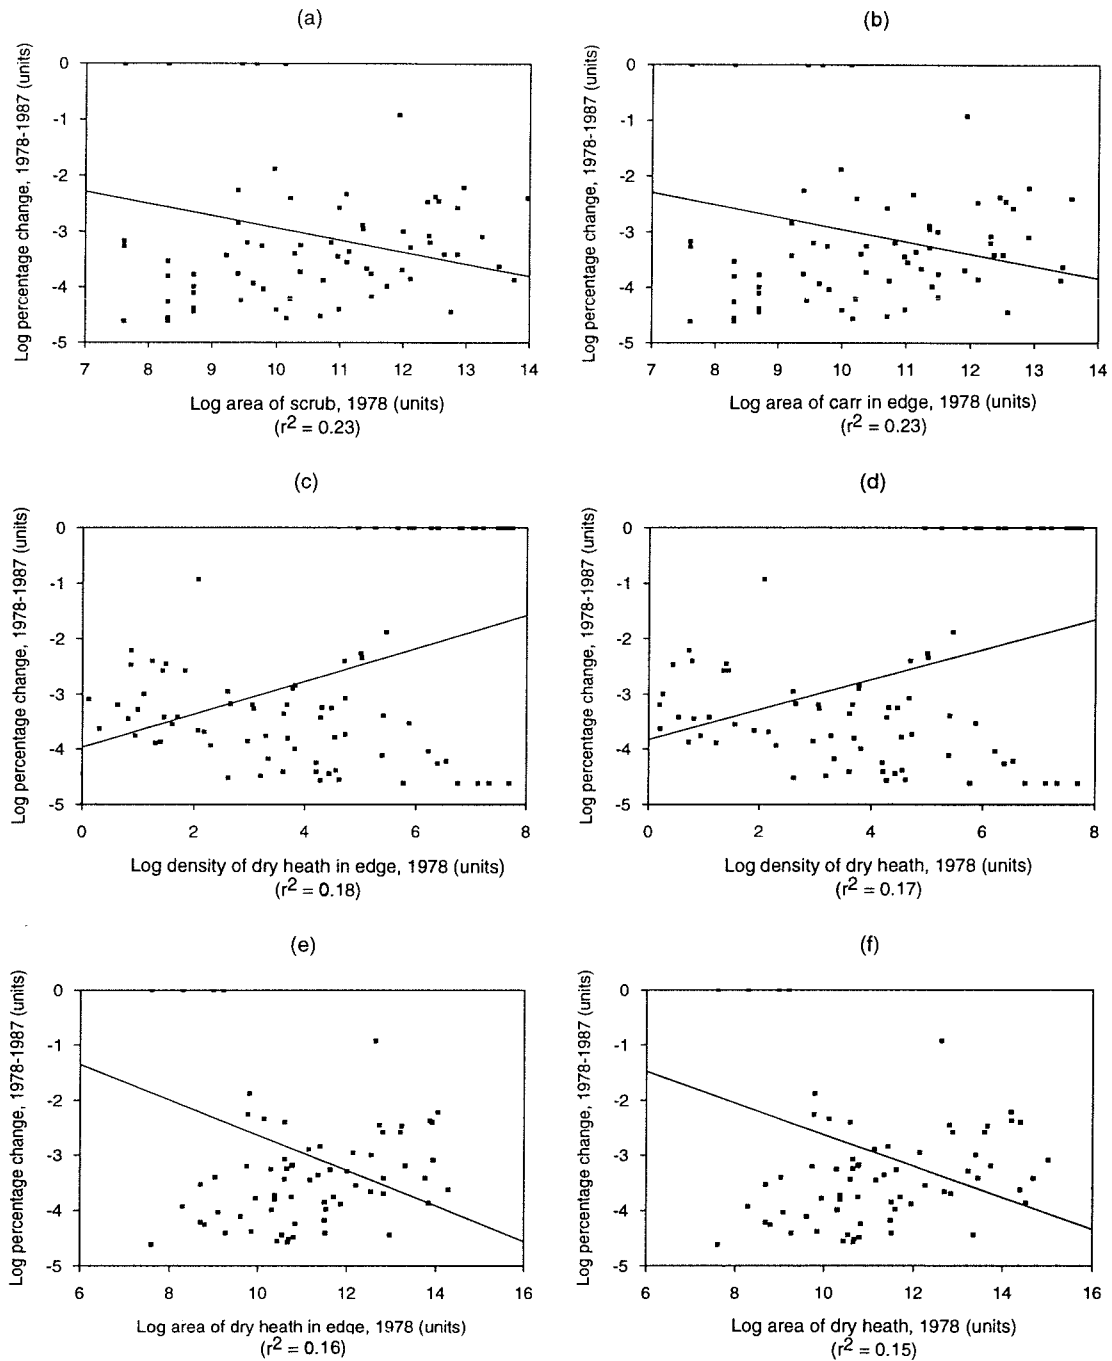 (a)
Log percentage change, 1978-1987 (units)
0
-1
-2
-3
-4
-5
7 8 9 10 11 12 13 14
Log area of scrub, 1978 (units)
(r2 = 0.23)
(b)
Log percentage change, 1978-1987 (units)
0
-1
-2
-3
-4
-5
7 8 9 10 11 12 13 14
Log area of carr in edge, 1978 (units)
(r2 = 0.23)
(c)
Log percentage change, 1978-1987 (units)
0
-1
-2
-3
-4
-5
0 2 4 6 8
Log density of dry heath in edge, 1978 (units)
(r2 = 0.18)
(d)
Log percentage change, 1978-1987 (units)
0
-1
-2
-3
-4
-5
0 2 4 6 8
Log density of dry heath, 1978 (units)
(r2 = 0.17)
(e)
Log percentage change, 1978-1987 (units)
0
-1
-2
-3
-4
-5
6 8 10 12 14 16
Log area of dry heath in edge, 1978 (units)
(r2 = 0.16)
(f)
Log percentage change, 1978-1987 (units)
0
-1
-2
-3
-4
-5
6 8 10 12 14 16
Log area of dry heath, 1978 (units)
(r2 = 0.15)